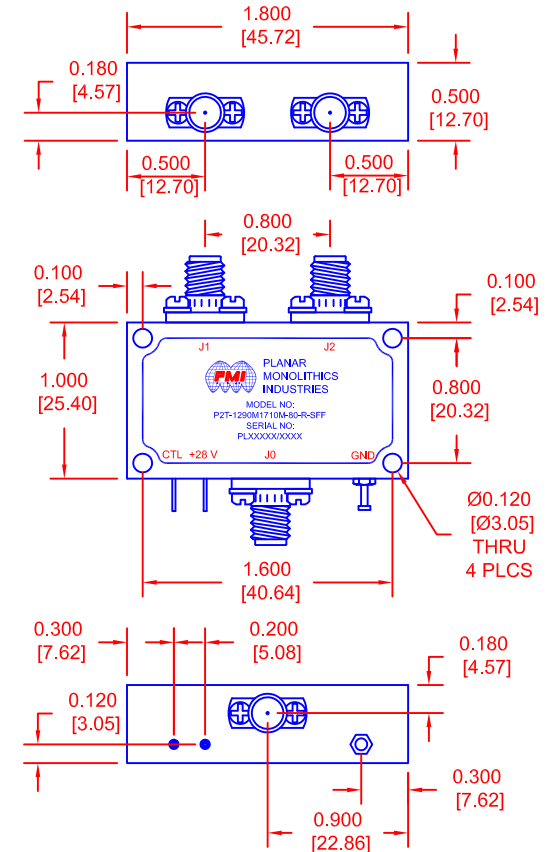 1.800
[45.72]
0.180
[4.57]
0.500
[12.70]
0.500
[12.70]
0.500
[12.70]
0.800
[20.32]
0.100
[2.54]
0.100
[2.54]
J1
J2
PMI
PLANAR
MONOLITHICS
INDUSTRIES
1.000
[25.40]
0.800
[20.32]
MODEL NO:
P2T-1290M1710M-80-R-SFF
SERIAL NO:
PLXXXXX/XXXX
CTL +28 V
J0
GND
Ø0.120
[Ø3.05]
THRU
4 PLCS
1.600
[40.64]
0.300
[7.62]
0.200
[5.08]
0.180
[4.57]
0.120
[3.05]
0.300
[7.62]
0.900
[22.86]